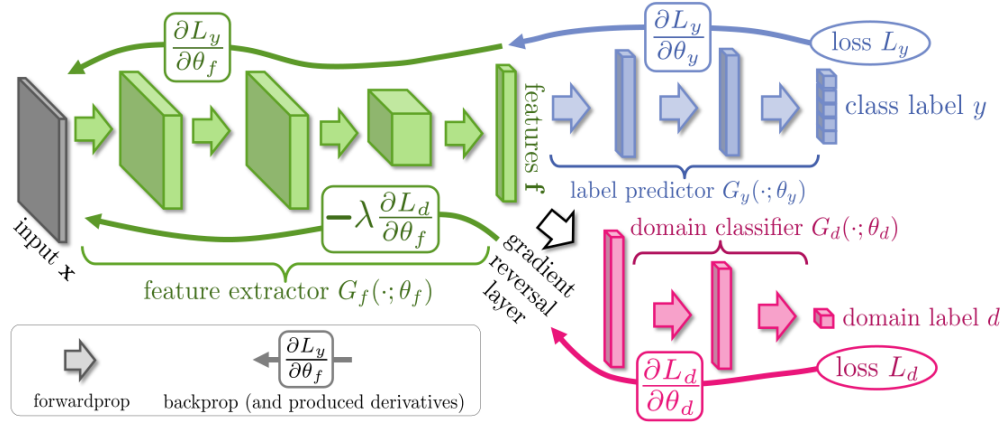 ∂L_y/∂θ_f
∂L_y/∂θ_y
loss L_y
features f
class label y
label predictor G_y(·;θ_y)
input x
−λ ∂L_d/∂θ_f
feature extractor G_f(·;θ_f)
gradient
reversal
layer
domain classifier G_d(·;θ_d)
domain label d
loss L_d
∂L_d/∂θ_d
∂L_y/∂θ_f
forwardprop
backprop (and produced derivatives)